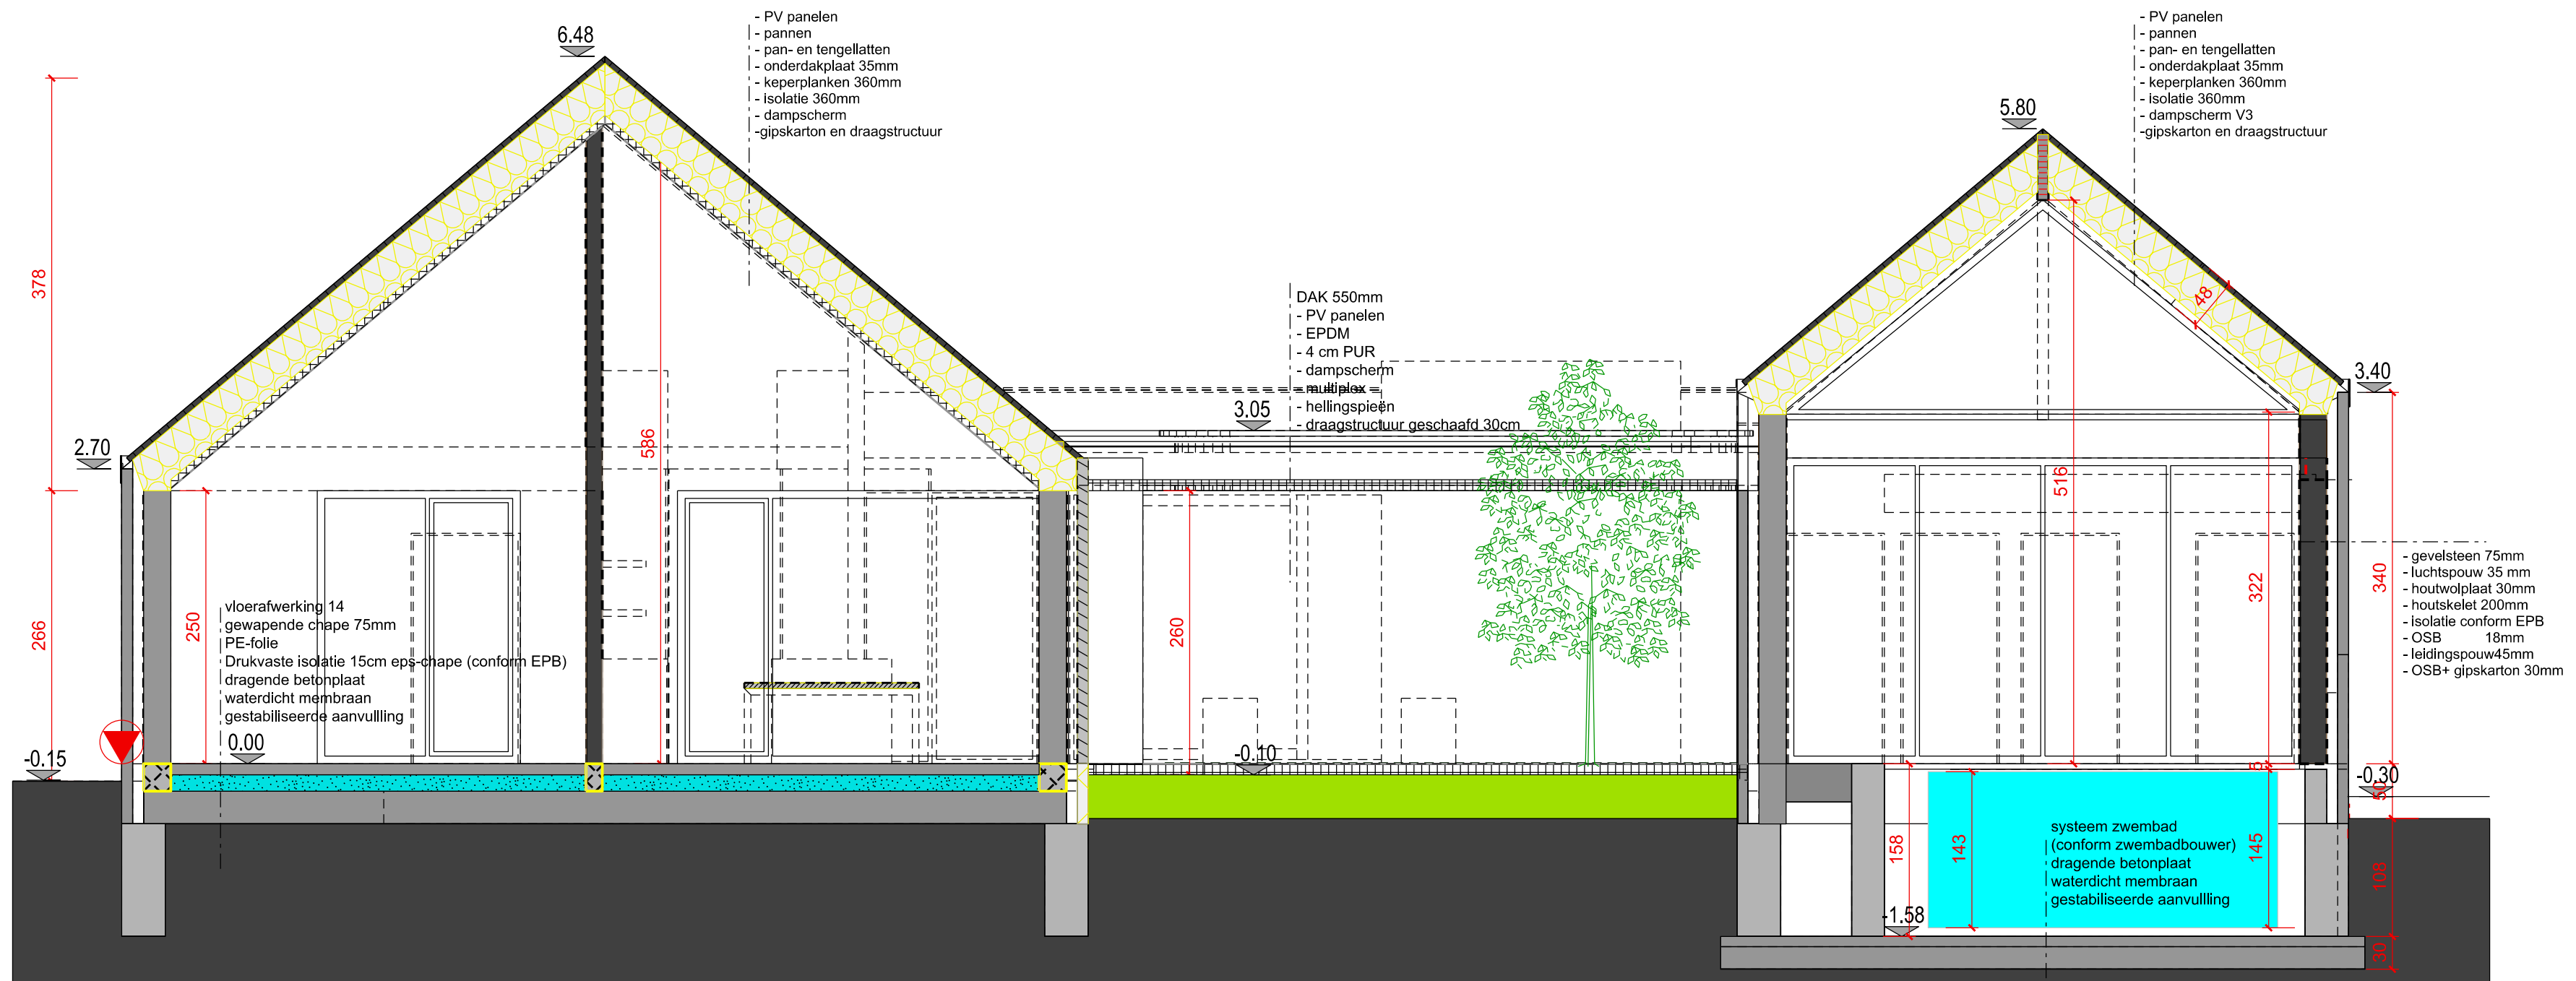 - PV panelen
- pannen
- pan- en tengellatten
- onderdakplaat 35mm
- keperplanken 360mm
- isolatie 360mm
- dampscherm
-gipskarton en draagstructuur
6.48
- PV panelen
- pannen
- pan- en tengellatten
- onderdakplaat 35mm
- keperplanken 360mm
- isolatie 360mm
- dampscherm V3
-gipskarton en draagstructuur
5.80
378
48
DAK 550mm
- PV panelen
- EPDM
- 4 cm PUR
- dampscherm
- multiplex
- hellingspieën
- draagstructuur geschaafd 30cm
3.05
3.40
2.70
586
516
266
250
260
322
340
- gevelsteen 75mm
- luchtspouw 35 mm
- houtwolplaat 30mm
- houtskelet 200mm
- isolatie conform EPB
- OSB 18mm
- leidingspouw45mm
- OSB+ gipskarton 30mm
vloerafwerking 14
gewapende chape 75mm
PE-folie
Drukvaste isolatie 15cm eps-chape (conform EPB)
dragende betonplaat
waterdicht membraan
gestabiliseerde aanvullling
0.00
-0.15
-0.10
5
-0.30
50
systeem zwembad
(conform zwembadbouwer)
dragende betonplaat
waterdicht membraan
gestabiliseerde aanvullling
158
143
145
108
-1.58
30